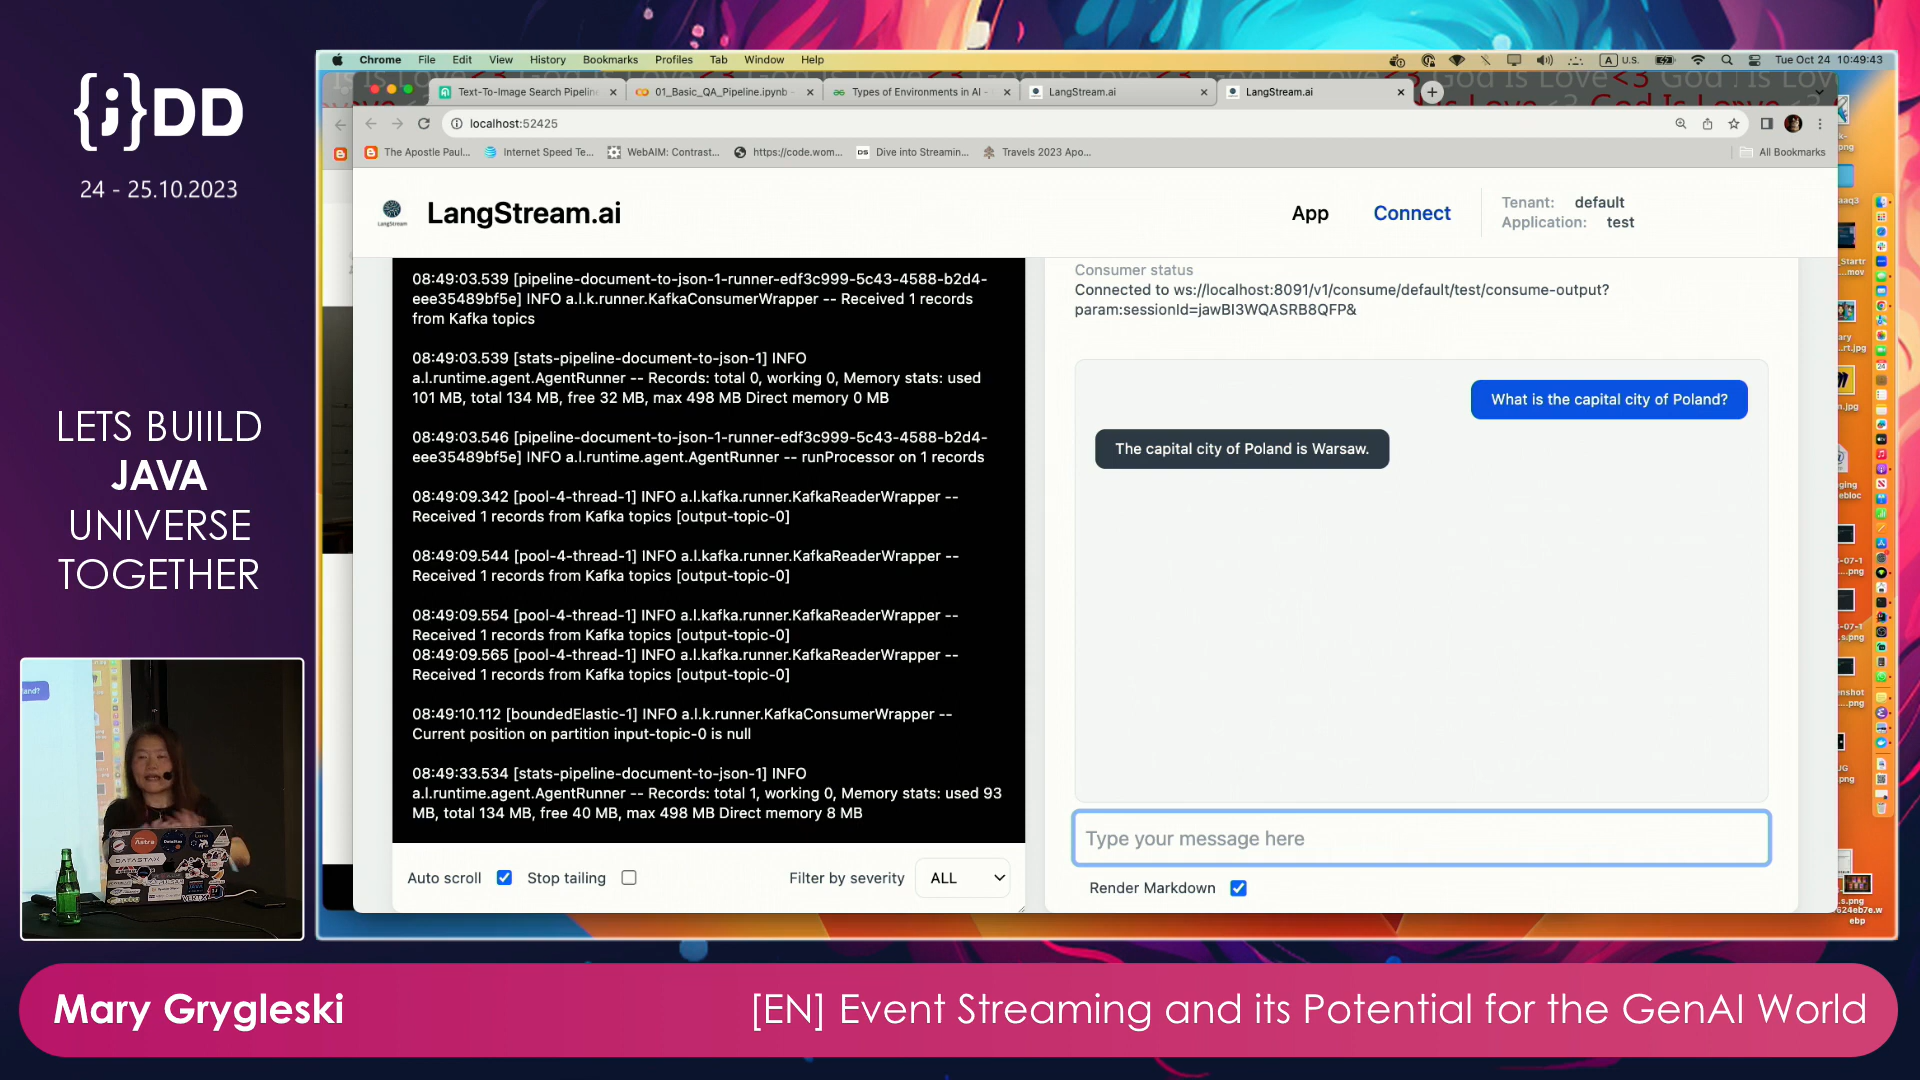 {j}DD
24 - 25.10.2023
LETS BUIILD
JAVA
UNIVERSE
TOGETHER
Chrome File Edit View History Bookmarks Profiles Tab Window Help
U.S. Tue Oct 24 10:49:43
Text-To-Image Search Pipeline
01_Basic_QA_Pipeline.ipynb -
Types of Environments in AI -
LangStream.ai
LangStream.ai
localhost:52425
The Apostle Paul...
Internet Speed Te...
WebAIM: Contrast...
https://code.wom...
Dive into Streamin...
Travels 2023 Apo...
All Bookmarks
LangStream.ai
App
Connect
Tenant: default
Application: test
08:49:03.539 [pipeline-document-to-json-1-runner-edf3c999-5c43-4588-b2d4-
eee35489bf5e] INFO a.l.k.runner.KafkaConsumerWrapper -- Received 1 records
from Kafka topics
08:49:03.539 [stats-pipeline-document-to-json-1] INFO
a.l.runtime.agent.AgentRunner -- Records: total 0, working 0, Memory stats: used
101 MB, total 134 MB, free 32 MB, max 498 MB Direct memory 0 MB
08:49:03.546 [pipeline-document-to-json-1-runner-edf3c999-5c43-4588-b2d4-
eee35489bf5e] INFO a.l.runtime.agent.AgentRunner -- runProcessor on 1 records
08:49:09.342 [pool-4-thread-1] INFO a.l.kafka.runner.KafkaReaderWrapper --
Received 1 records from Kafka topics [output-topic-0]
08:49:09.544 [pool-4-thread-1] INFO a.l.kafka.runner.KafkaReaderWrapper --
Received 1 records from Kafka topics [output-topic-0]
08:49:09.554 [pool-4-thread-1] INFO a.l.kafka.runner.KafkaReaderWrapper --
Received 1 records from Kafka topics [output-topic-0]
08:49:09.565 [pool-4-thread-1] INFO a.l.kafka.runner.KafkaReaderWrapper --
Received 1 records from Kafka topics [output-topic-0]
08:49:10.112 [boundedElastic-1] INFO a.l.k.runner.KafkaConsumerWrapper --
Current position on partition input-topic-0 is null
08:49:33.534 [stats-pipeline-document-to-json-1] INFO
a.l.runtime.agent.AgentRunner -- Records: total 1, working 0, Memory stats: used 93
MB, total 134 MB, free 40 MB, max 498 MB Direct memory 8 MB
Auto scroll
Stop tailing
Filter by severity ALL
Consumer status
Connected to ws://localhost:8091/v1/consume/default/test/consume-output?
param:sessionId=jawBI3WQASRB8QFP&
What is the capital city of Poland?
The capital city of Poland is Warsaw.
Type your message here
Render Markdown
DATASTAX
Astra
Mary Grygleski
[EN] Event Streaming and its Potential for the GenAI World